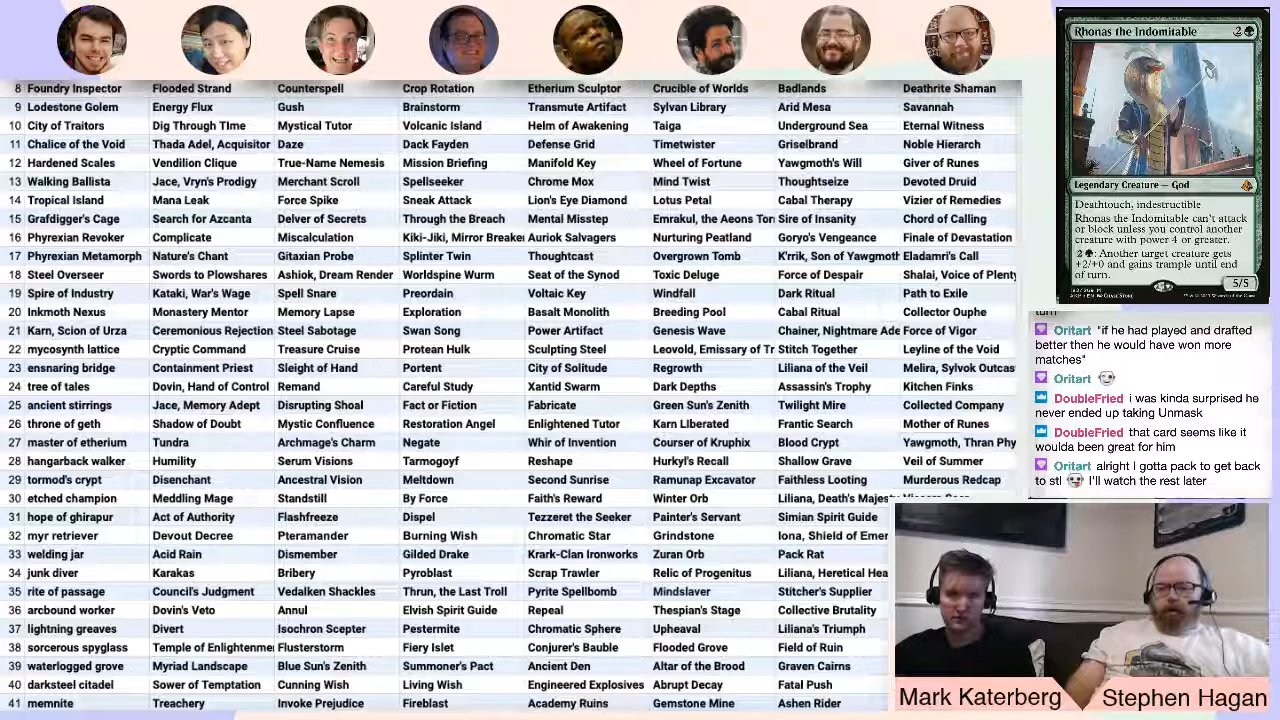 Rhonas the Indomitable 2
8 Foundry Inspector Flooded Strand Counterspell Crop Rotation Etherium Sculptor Crucible of Worlds Badlands Deathrite Shaman
9 Lodestone Golem Energy Flux Gush Brainstorm Transmute Artifact Sylvan Library Arid Mesa Savannah
10 City of Traitors Dig Through TIme Mystical Tutor Volcanic Island Helm of Awakening Taiga Underground Sea Eternal Witness
11 Chalice of the Void Thada Adel, Acquisitor Daze Dack Fayden Defense Grid Timetwister Griselbrand Noble Hierarch
12 Hardened Scales Vendilion Clique True-Name Nemesis Mission Briefing Manifold Key Wheel of Fortune Yawgmoth's Will Giver of Runes
13 Walking Ballista Jace, Vryn's Prodigy Merchant Scroll Spellseeker Chrome Mox Mind Twist Thoughtseize Devoted Druid
14 Tropical Island Mana Leak Force Spike Sneak Attack Lion's Eye Diamond Lotus Petal Cabal Therapy Vizier of Remedies
15 Grafdigger's Cage Search for Azcanta Delver of Secrets Through the Breach Mental Misstep Emrakul, the Aeons Torn Sire of Insanity Chord of Calling
16 Phyrexian Revoker Complicate Miscalculation Kiki-Jiki, Mirror Breaker Auriok Salvagers Nurturing Peatland Goryo's Vengeance Finale of Devastation
17 Phyrexian Metamorph Nature's Chant Gitaxian Probe Splinter Twin Thoughtcast Overgrown Tomb K'rrik, Son of Yawgmoth Eladamri's Call
18 Steel Overseer Swords to Plowshares Ashiok, Dream Render Worldspine Wurm Seat of the Synod Toxic Deluge Force of Despair Shalai, Voice of Plenty
19 Spire of Industry Kataki, War's Wage Spell Snare Preordain Voltaic Key Windfall Dark Ritual Path to Exile
20 Inkmoth Nexus Monastery Mentor Memory Lapse Exploration Basalt Monolith Breeding Pool Cabal Ritual Collector Ouphe
21 Karn, Scion of Urza Ceremonious Rejection Steel Sabotage Swan Song Power Artifact Genesis Wave Chainer, Nightmare Ade Force of Vigor
22 mycosynth lattice Cryptic Command Treasure Cruise Protean Hulk Sculpting Steel Leovold, Emissary of Tr Stitch Together Leyline of the Void
23 ensnaring bridge Containment Priest Sleight of Hand Portent City of Solitude Regrowth Liliana of the Veil Melira, Sylvok Outcas
24 tree of tales Dovin, Hand of Control Remand Careful Study Xantid Swarm Dark Depths Assassin's Trophy Kitchen Finks
25 ancient stirrings Jace, Memory Adept Disrupting Shoal Fact or Fiction Fabricate Green Sun's Zenith Twilight Mire Collected Company
26 throne of geth Shadow of Doubt Mystic Confluence Restoration Angel Enlightened Tutor Karn LIberated Frantic Search Mother of Runes
27 master of etherium Tundra Archmage's Charm Negate Whir of Invention Courser of Kruphix Blood Crypt Yawgmoth, Thran Phy
28 hangarback walker Humility Serum Visions Tarmogoyf Reshape Hurkyl's Recall Shallow Grave Veil of Summer
29 tormod's crypt Disenchant Ancestral Vision Meltdown Second Sunrise Ramunap Excavator Faithless Looting Murderous Redcap
30 etched champion Meddling Mage Standstill By Force Faith's Reward Winter Orb Liliana, Death's Majest
31 hope of ghirapur Act of Authority Flashfreeze Dispel Tezzeret the Seeker Painter's Servant Simian Spirit Guide
32 myr retriever Devout Decree Pteramander Burning Wish Chromatic Star Grindstone Iona, Shield of Emer
33 welding jar Acid Rain Dismember Gilded Drake Krark-Clan Ironworks Zuran Orb Pack Rat
34 junk diver Karakas Bribery Pyroblast Scrap Trawler Relic of Progenitus Liliana, Heretical Hea
35 rite of passage Council's Judgment Vedalken Shackles Thrun, the Last Troll Pyrite Spellbomb Mindslaver Stitcher's Supplier
36 arcbound worker Dovin's Veto Annul Elvish Spirit Guide Repeal Thespian's Stage Collective Brutality
37 lightning greaves Divert Isochron Scepter Pestermite Chromatic Sphere Upheaval Liliana's Triumph
38 sorcerous spyglass Temple of Enlightenme Flusterstorm Fiery Islet Conjurer's Bauble Flooded Grove Field of Ruin
39 waterlogged grove Myriad Landscape Blue Sun's Zenith Summoner's Pact Ancient Den Altar of the Brood Graven Cairns
40 darksteel citadel Sower of Temptation Cunning Wish Living Wish Engineered Explosives Abrupt Decay Fatal Push
41 memnite Treachery Invoke Prejudice Fireblast Academy Ruins Gemstone Mine Ashen Rider
Legendary Creature — God
Deathtouch, indestructible
Rhonas the Indomitable can't attack
or block unless you control another
creature with power 4 or greater.
2: Another target creature gets
+2/+0 and gains trample until end
of turn.
5/5
turn
Oritart "if he had played and drafted
better then he would have won more
matches"
Oritart
DoubleFried i was kinda surprised he
never ended up taking Unmask
DoubleFried that card seems like it
woulda been great for him
Oritart alright I gotta pack to get back
to stl I'll watch the rest later
Mark Katerberg Stephen Hagan